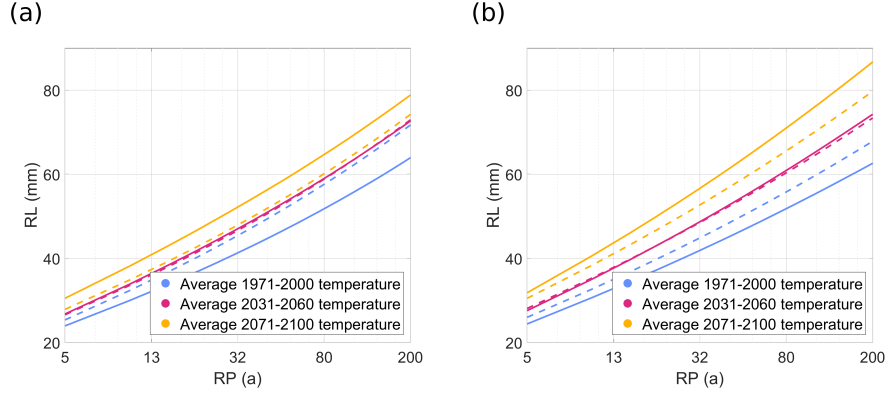 (a)
RL (mm)
80
60
40
20
Average 1971-2000 temperature
Average 2031-2060 temperature
Average 2071-2100 temperature
5 13 32 80 200
RP (a)
(b)
RL (mm)
80
60
40
20
Average 1971-2000 temperature
Average 2031-2060 temperature
Average 2071-2100 temperature
5 13 32 80 200
RP (a)